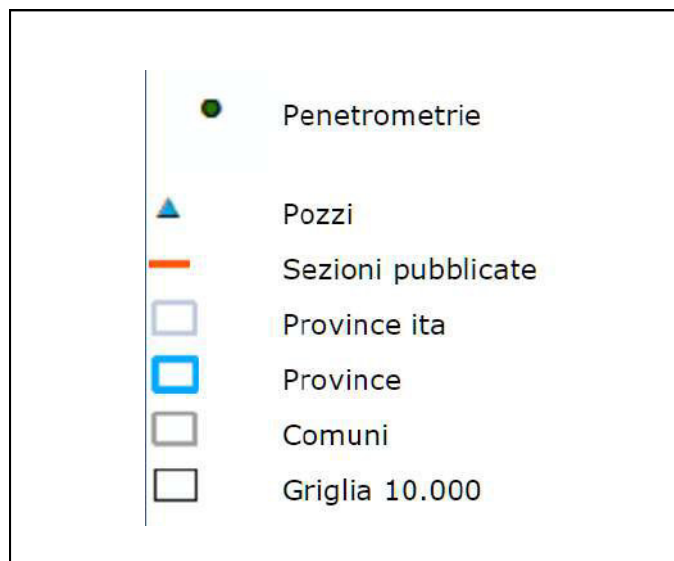 Penetrometrie
Pozzi
Sezioni pubblicate
Province ita
Province
Comuni
Griglia 10.000